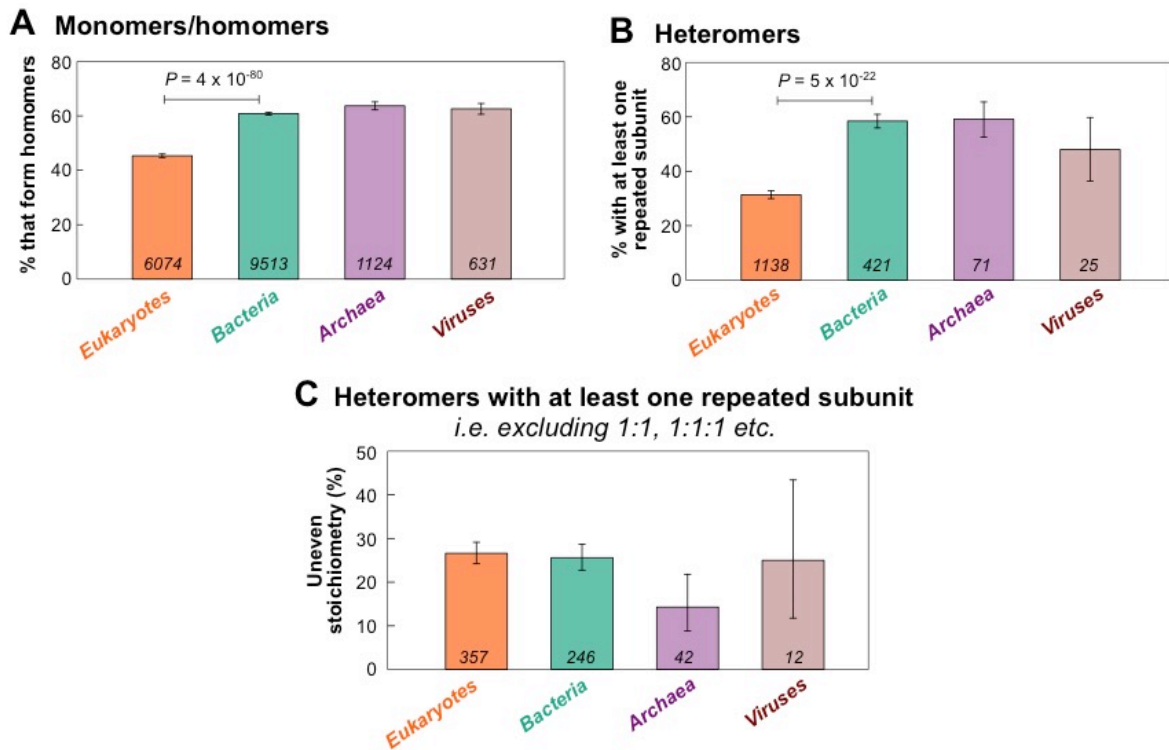 A Monomers/homomers
% that form homomers
80
60
40
20
0
P = 4 x 10⁻⁸⁰
6074
9513
1124
631
Eukaryotes
Bacteria
Archaea
Viruses
B Heteromers
% with at least one
repeated subunit
80
60
40
20
0
P = 5 x 10⁻²²
1138
421
71
25
Eukaryotes
Bacteria
Archaea
Viruses
C Heteromers with at least one repeated subunit
i.e. excluding 1:1, 1:1:1 etc.
Uneven
stoichiometry (%)
50
40
30
20
10
0
357
246
42
12
Eukaryotes
Bacteria
Archaea
Viruses